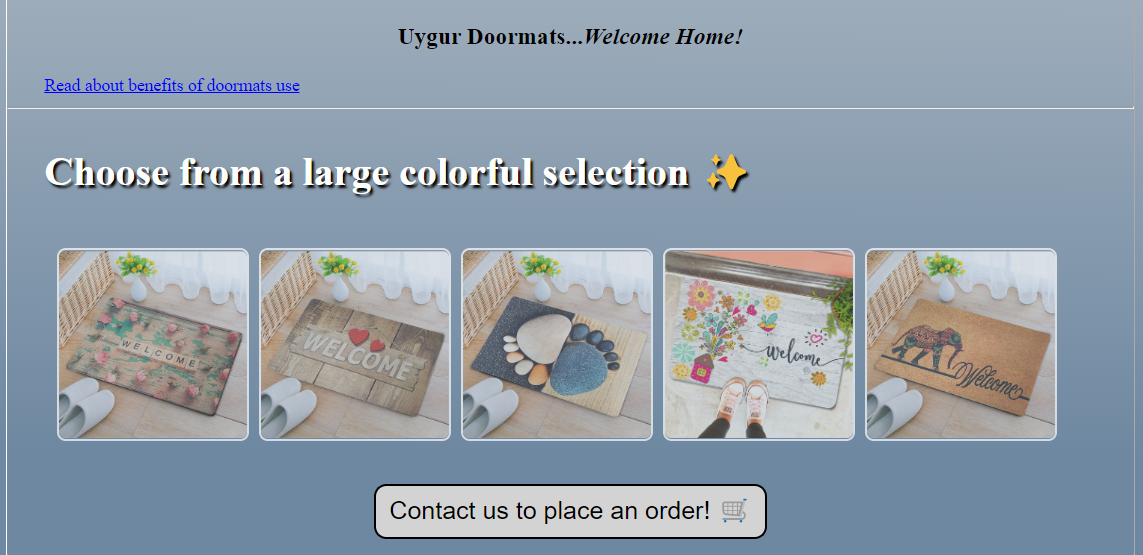 Uygur Doormats...Welcome Home!
Read about benefits of doormats use
Choose from a large colorful selection ✨
WELCOME
WELCOME
welcome
Welcome
Contact us to place an order! 🛒